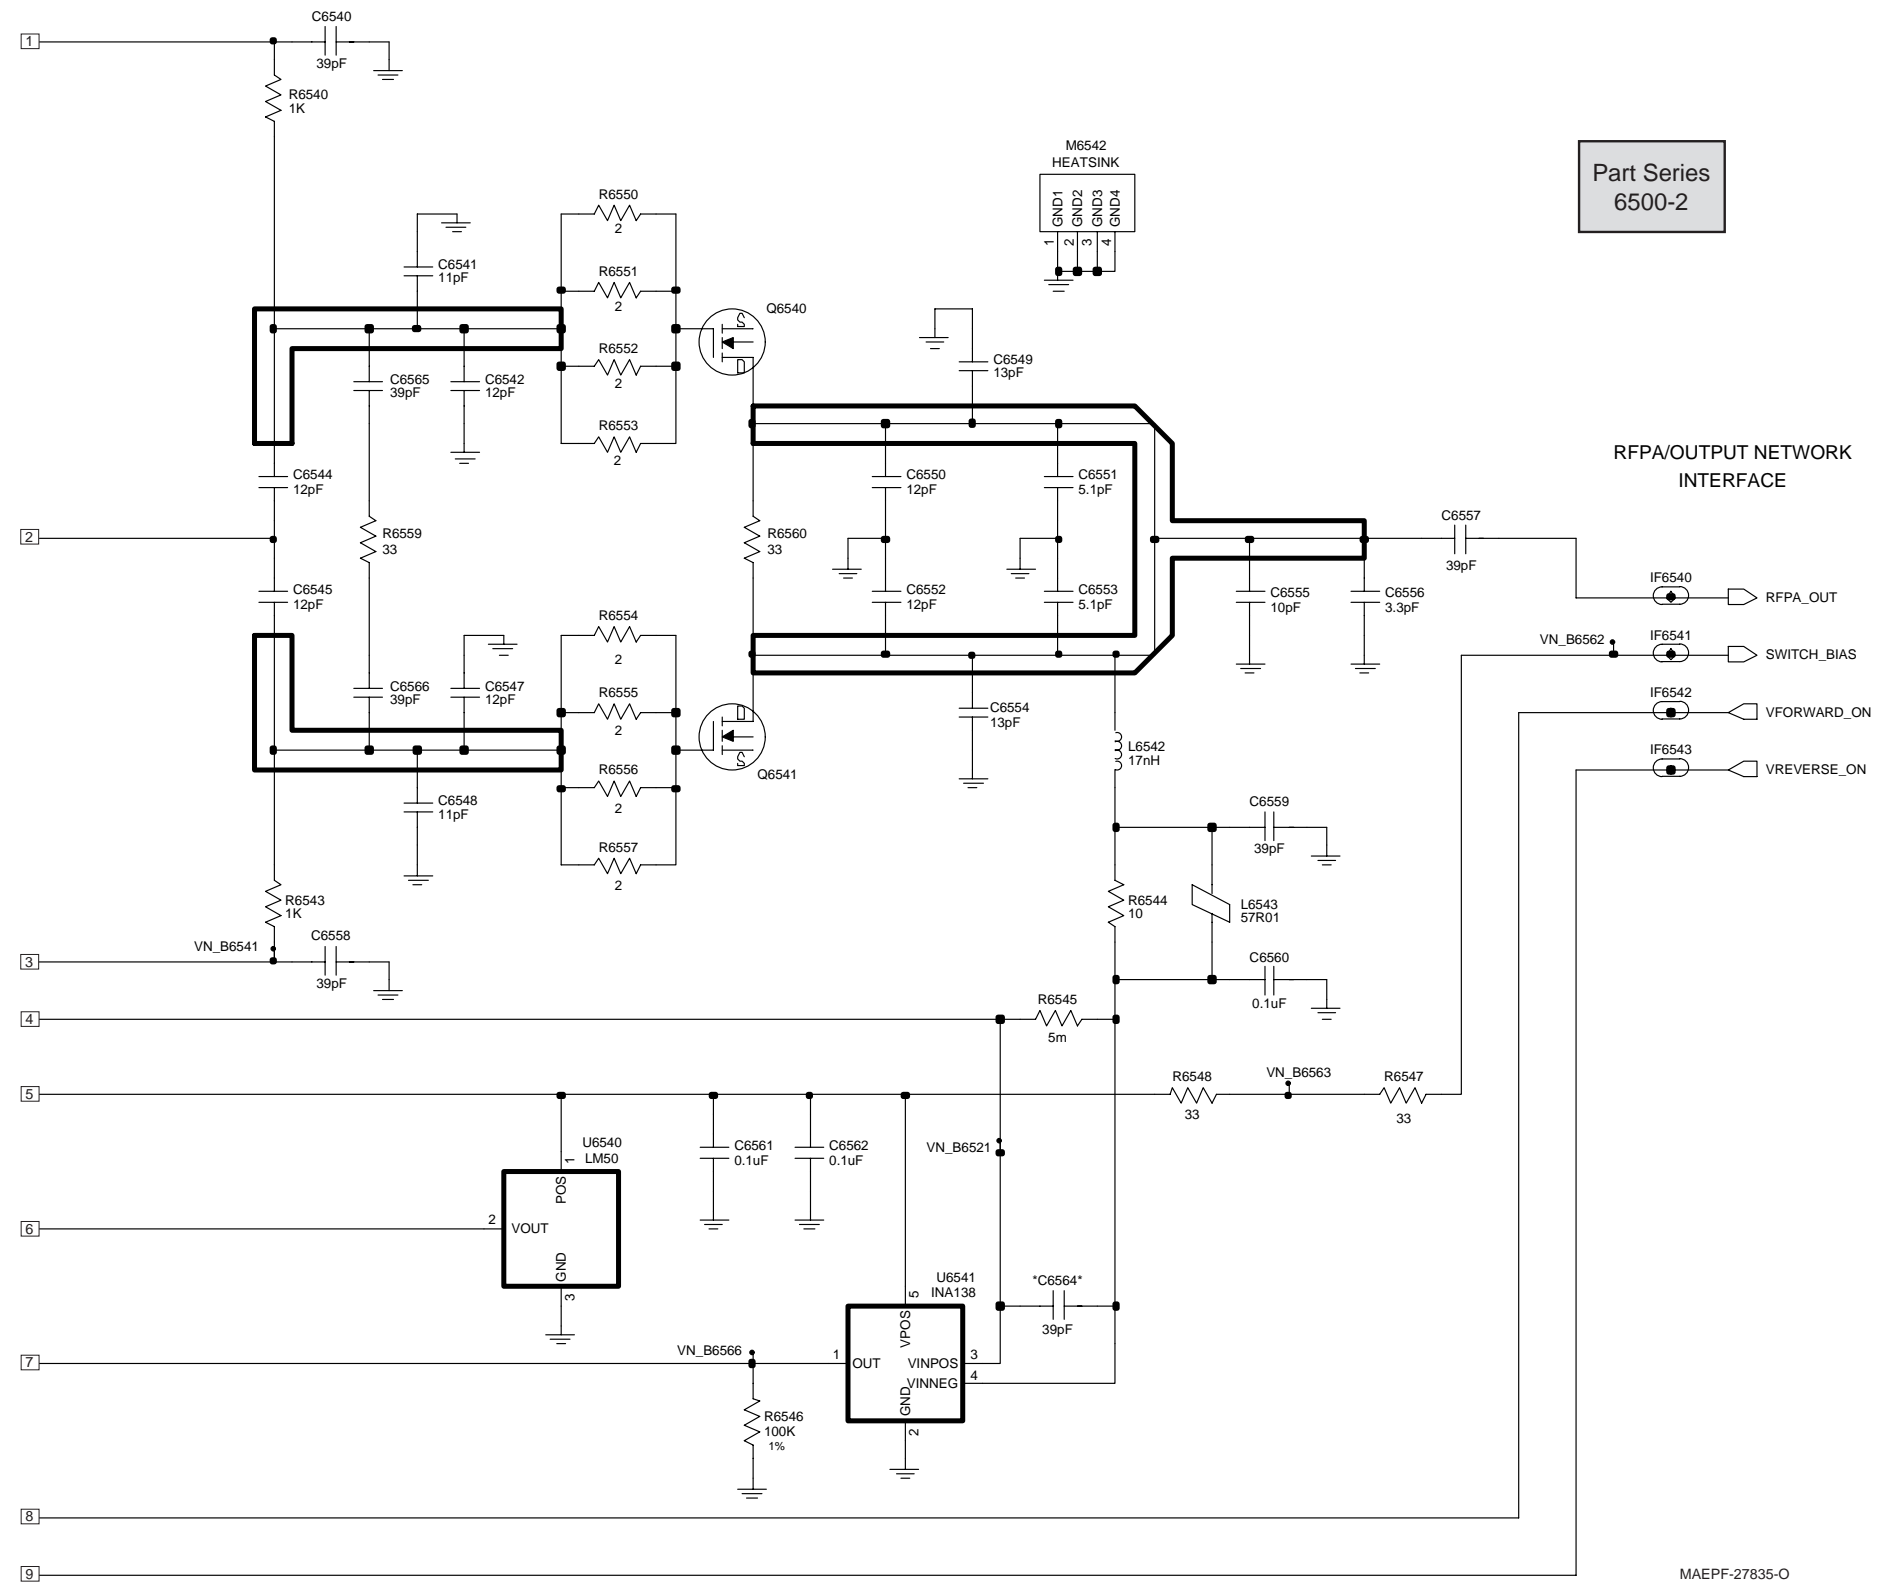 C6540
1
39pF
R6540
1K
M6542
HEATSINK
GND1
GND2
GND3
GND4
1
2
3
4
Part Series
6500-2
R6550
2
C6541
11pF
R6551
2
Q6540
S
D
R6552
2
C6565
39pF
C6542
12pF
R6553
2
C6549
13pF
C6544
12pF
C6550
12pF
C6551
5.1pF
RFPA/OUTPUT NETWORK
INTERFACE
2
R6559
33
R6560
33
C6557
39pF
C6545
12pF
C6552
12pF
C6553
5.1pF
C6555
10pF
C6556
3.3pF
IF6540
RFPA_OUT
R6554
2
VN_B6562
IF6541
SWITCH_BIAS
C6566
39pF
C6547
12pF
R6555
2
C6554
13pF
IF6542
VFORWARD_ON
D
S
Q6541
L6542
17nH
IF6543
VREVERSE_ON
R6556
2
C6548
11pF
C6559
39pF
R6557
2
R6543
1K
R6544
10
L6543
57R01
VN_B6541
C6558
39pF
3
C6560
0.1uF
4
R6545
5m
5
R6548
33
VN_B6563
R6547
33
U6540
LM50
1
POS
C6561
0.1uF
C6562
0.1uF
VN_B6521
6
2
VOUT
GND
3
U6541
INA138
5
VPOS
*C6564*
39pF
7
VN_B6566
1
OUT
VINPOS
3
VINNEG
4
GND
2
R6546
100K
1%
8
9
MAEPF-27835-O